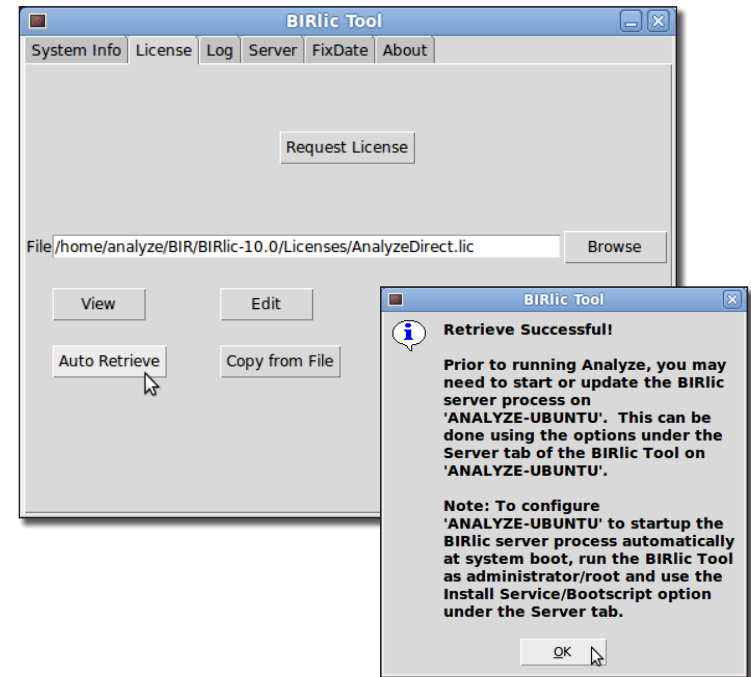 BIRlic Tool
System Info License Log Server FixDate About
Request License
File /home/analyze/BIR/BIRlic-10.0/Licenses/AnalyzeDirect.lic Browse
View Edit
Auto Retrieve Copy from File
BIRlic Tool
Retrieve Successful!
Prior to running Analyze, you may
need to start or update the BIRlic
server process on
'ANALYZE-UBUNTU'. This can be
done using the options under the
Server tab of the BIRlic Tool on
'ANALYZE-UBUNTU'.
Note: To configure
'ANALYZE-UBUNTU' to startup the
BIRlic server process automatically
at system boot, run the BIRlic Tool
as administrator/root and use the
Install Service/Bootscript option
under the Server tab.
OK